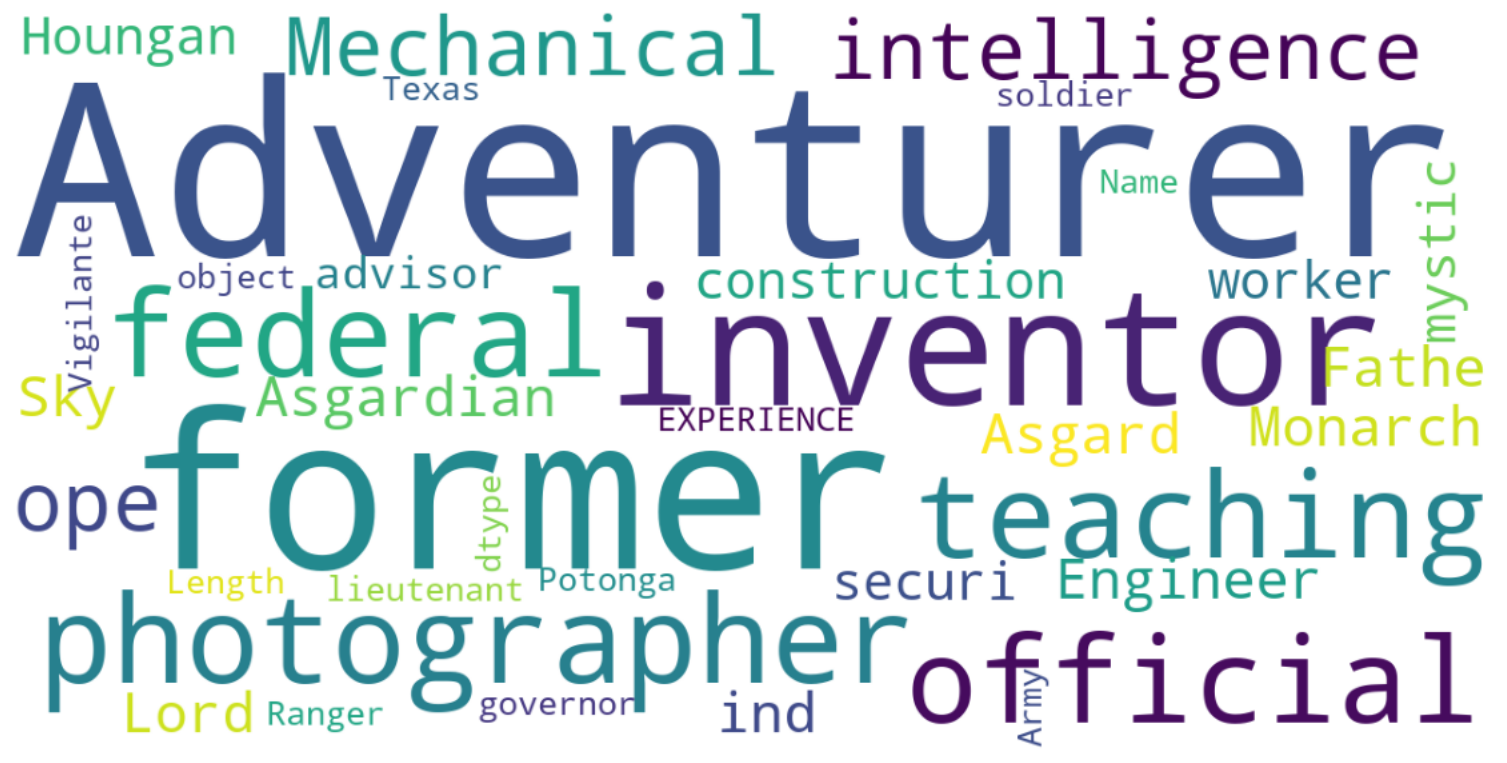 Houngan
Mechanical
intelligence
Texas
soldier
Adventurer
Name
mystic
Vigilante
object
advisor
construction
worker
federal
inventor
Fathe
Sky
Asgardian
EXPERIENCE
Asgard
Monarch
former
ope
dtype
teaching
Length
lieutenant
Potonga
securi
Engineer
photographer
official
Lord
Ranger
governor
ind
Army